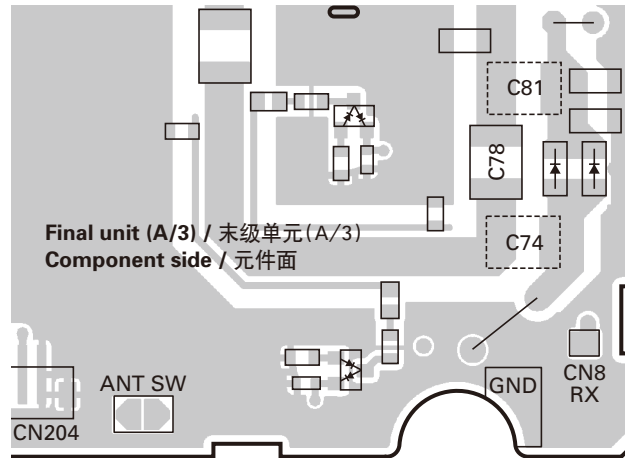 C81
C78
Final unit (A/3) / 末级单元(A/3)
Component side / 元件面
C74
ANT SW
GND
CN8
RX
CN204